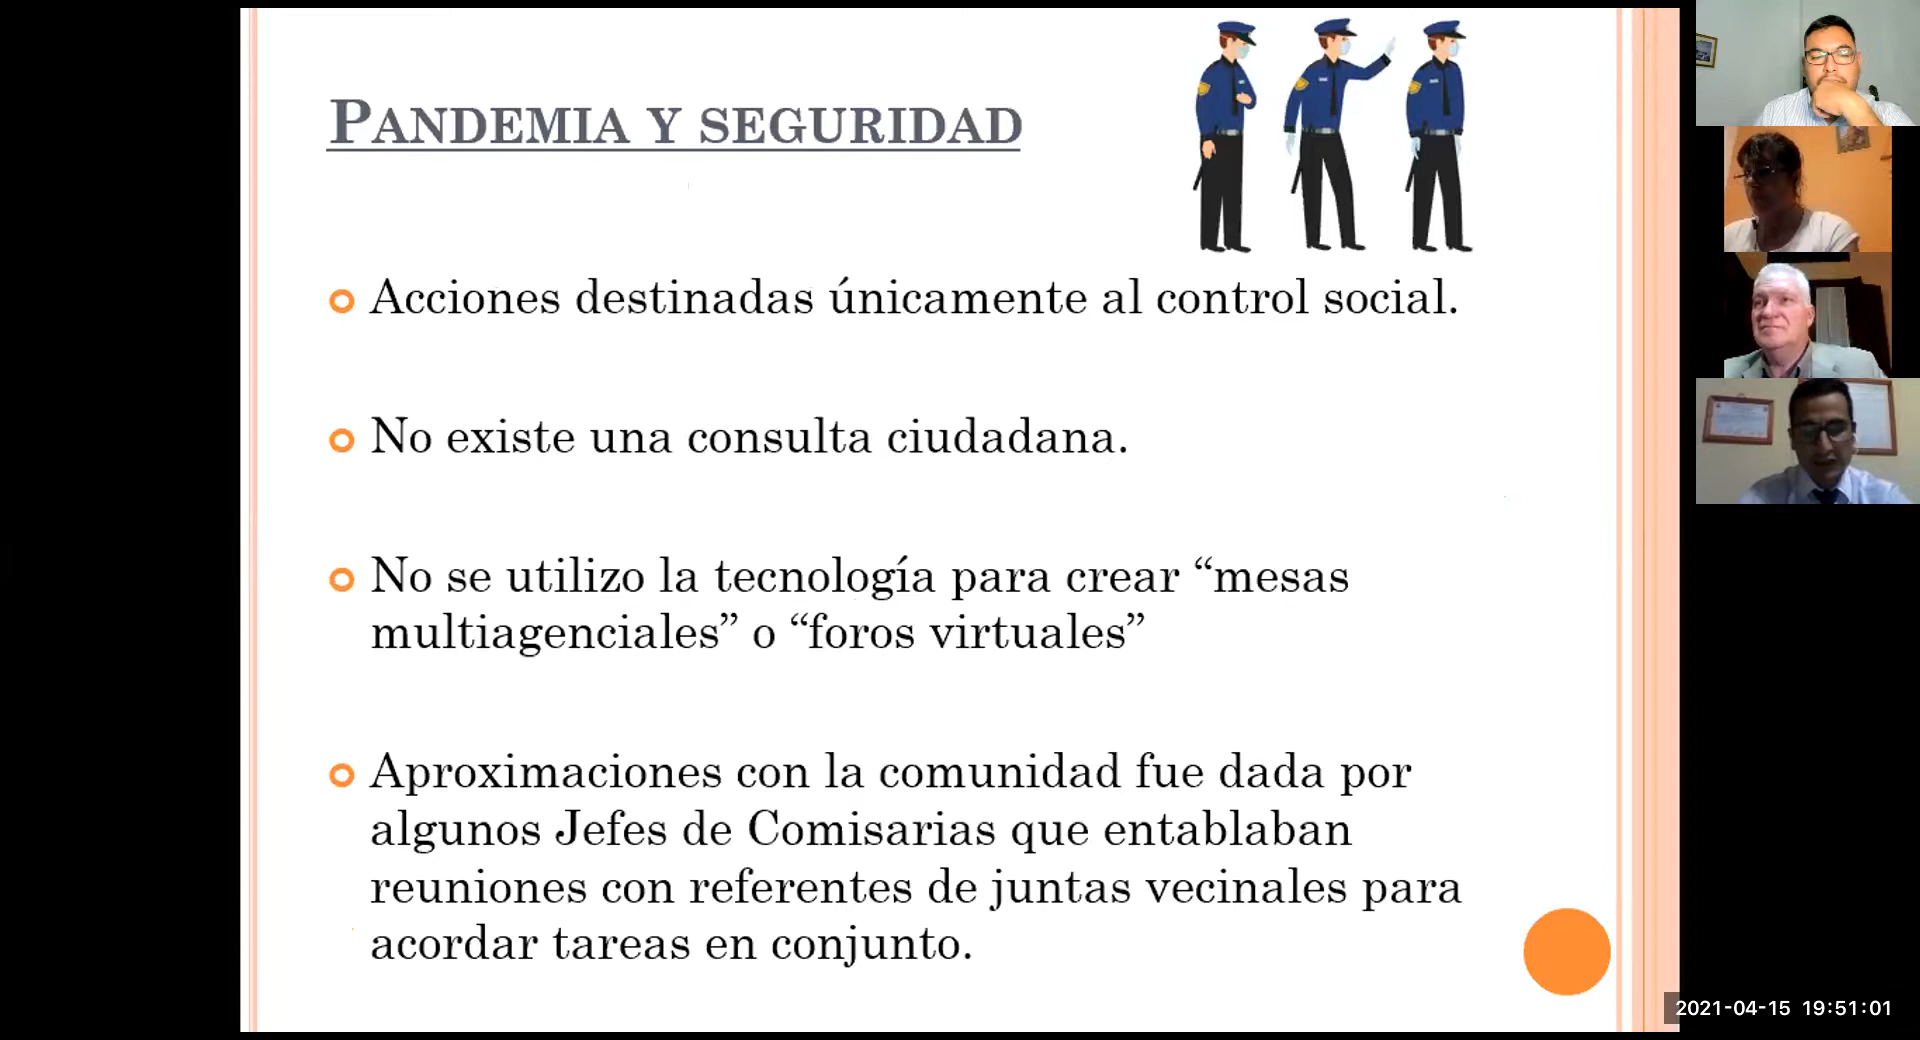 PANDEMIA Y SEGURIDAD
Acciones destinadas únicamente al control social.
No existe una consulta ciudadana.
No se utilizo la tecnología para crear “mesas
multiagenciales” o “foros virtuales”
Aproximaciones con la comunidad fue dada por
algunos Jefes de Comisarias que entablaban
reuniones con referentes de juntas vecinales para
acordar tareas en conjunto.
2021-04-15 19:51:01